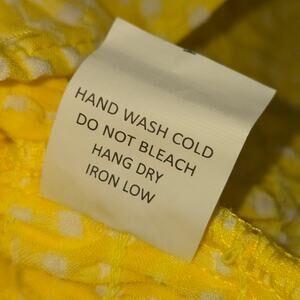 HAND WASH COLD
DO NOT BLEACH
HANG DRY
IRON LOW